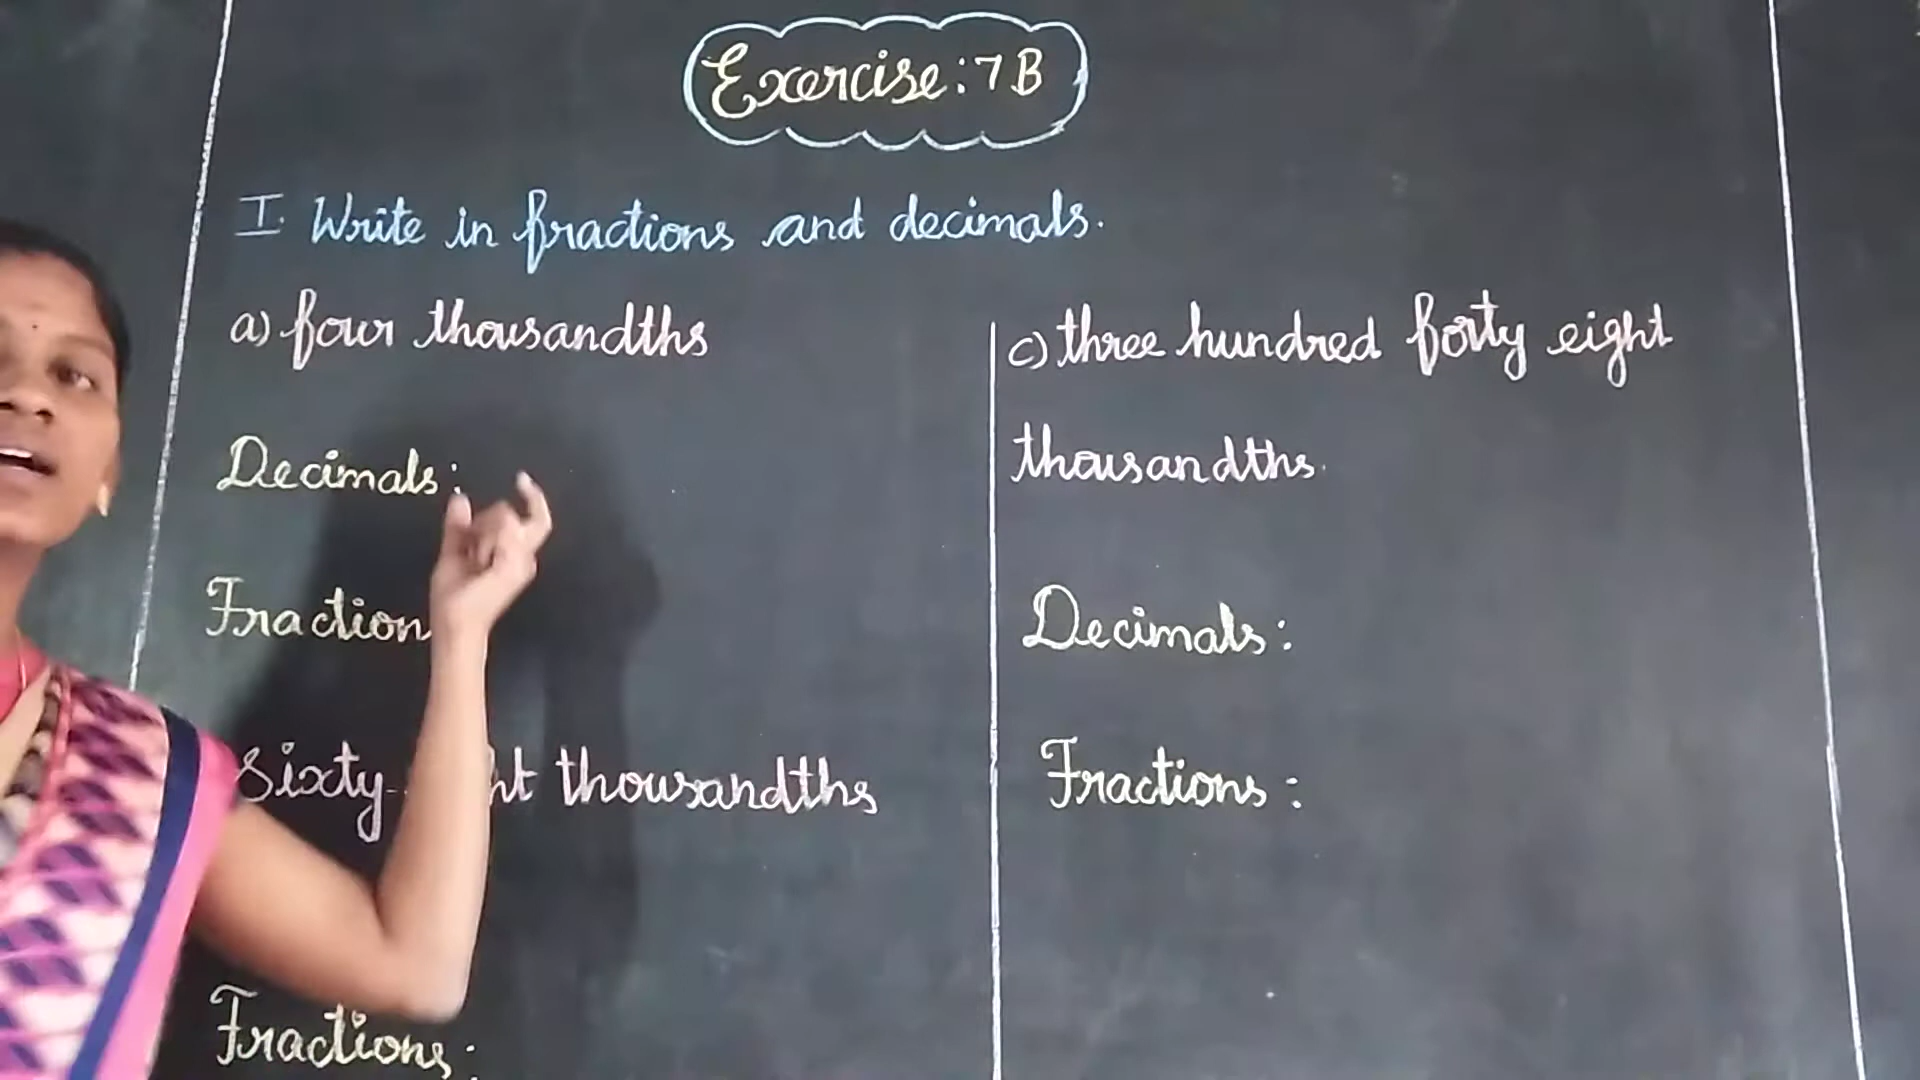 Exercise: 7B
I. Write in fractions and decimals.
a) four thousandths
Decimals:
Fraction
Sixty- ht thousandths
Fractions:
c) three hundred forty eight
thousandths.
Decimals:
Fractions: